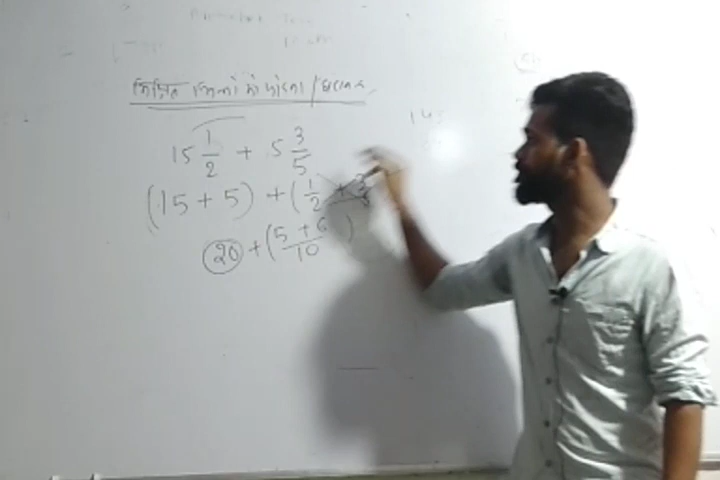 मिश्रित भिन्नों में जोड़ना / घटाना
15 1/2 + 5 3/5
(15 + 5) + (1/2 + 3/5
20 + (5 + 6/10)